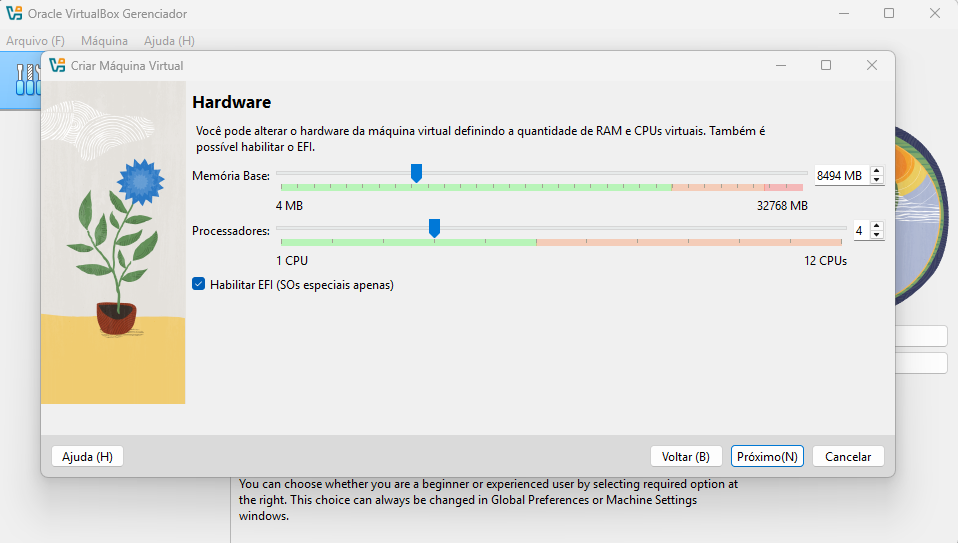 Oracle VirtualBox Gerenciador
Arquivo (F) Máquina Ajuda (H)
Criar Máquina Virtual
Hardware
Você pode alterar o hardware da máquina virtual definindo a quantidade de RAM e CPUs virtuais. Também é
possível habilitar o EFI.
Memória Base: 8494 MB
4 MB 32768 MB
Processadores: 4
1 CPU 12 CPUs
Habilitar EFI (SOs especiais apenas)
Ajuda (H) Voltar (B) Próximo(N) Cancelar
You can choose whether you are a beginner or experienced user by selecting required option at
the right. This choice can always be changed in Global Preferences or Machine Settings
windows.